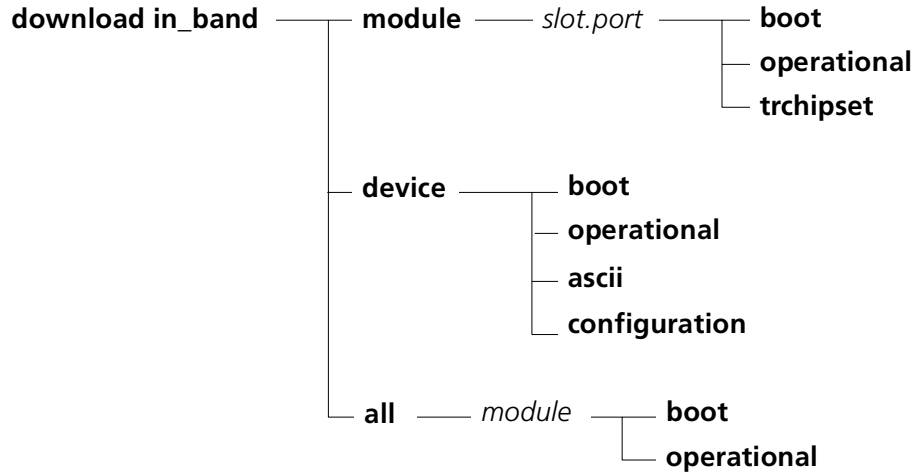 download in_band module slot.port boot
operational
trchipset
device boot
operational
ascii
configuration
all module boot
operational